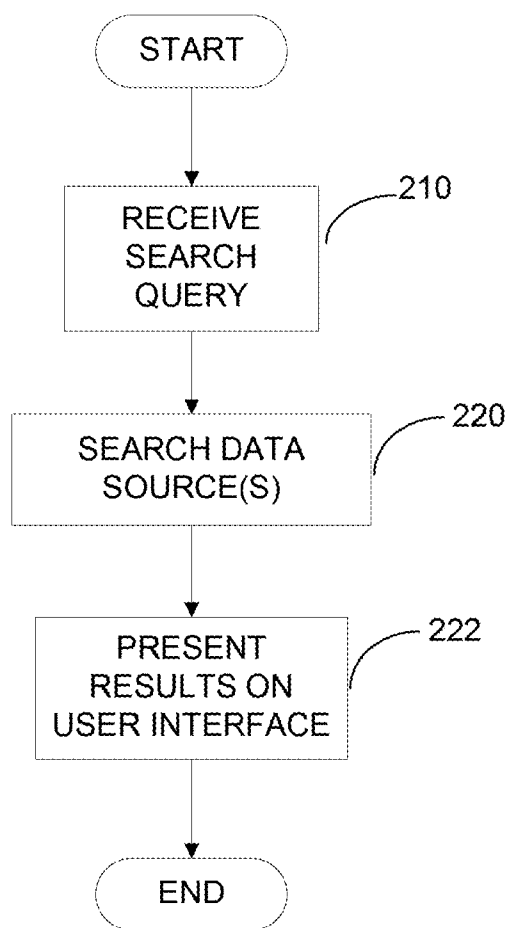 START
210
RECEIVE
SEARCH
QUERY
220
SEARCH DATA
SOURCE(S)
222
PRESENT
RESULTS ON
USER INTERFACE
END